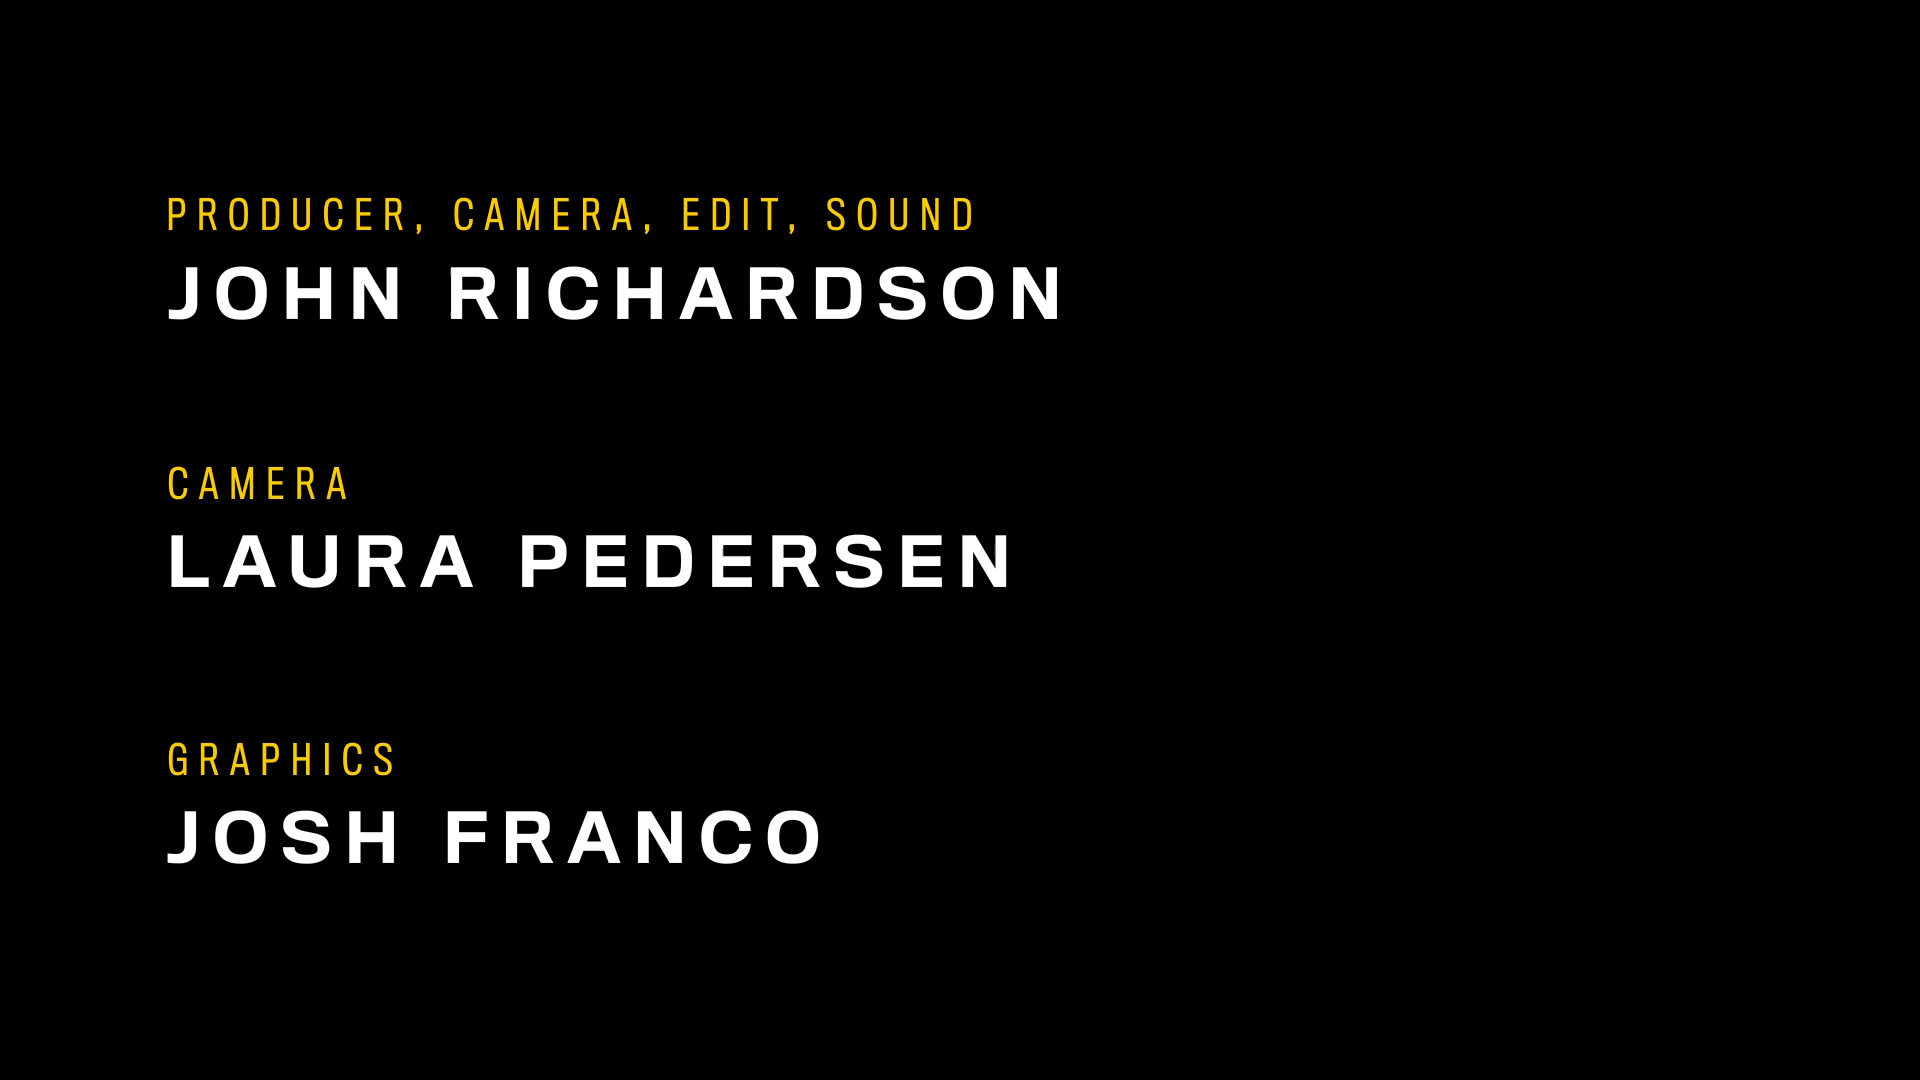 PRODUCER, CAMERA, EDIT, SOUND
JOHN RICHARDSON
CAMERA
LAURA PEDERSEN
GRAPHICS
JOSH FRANCO